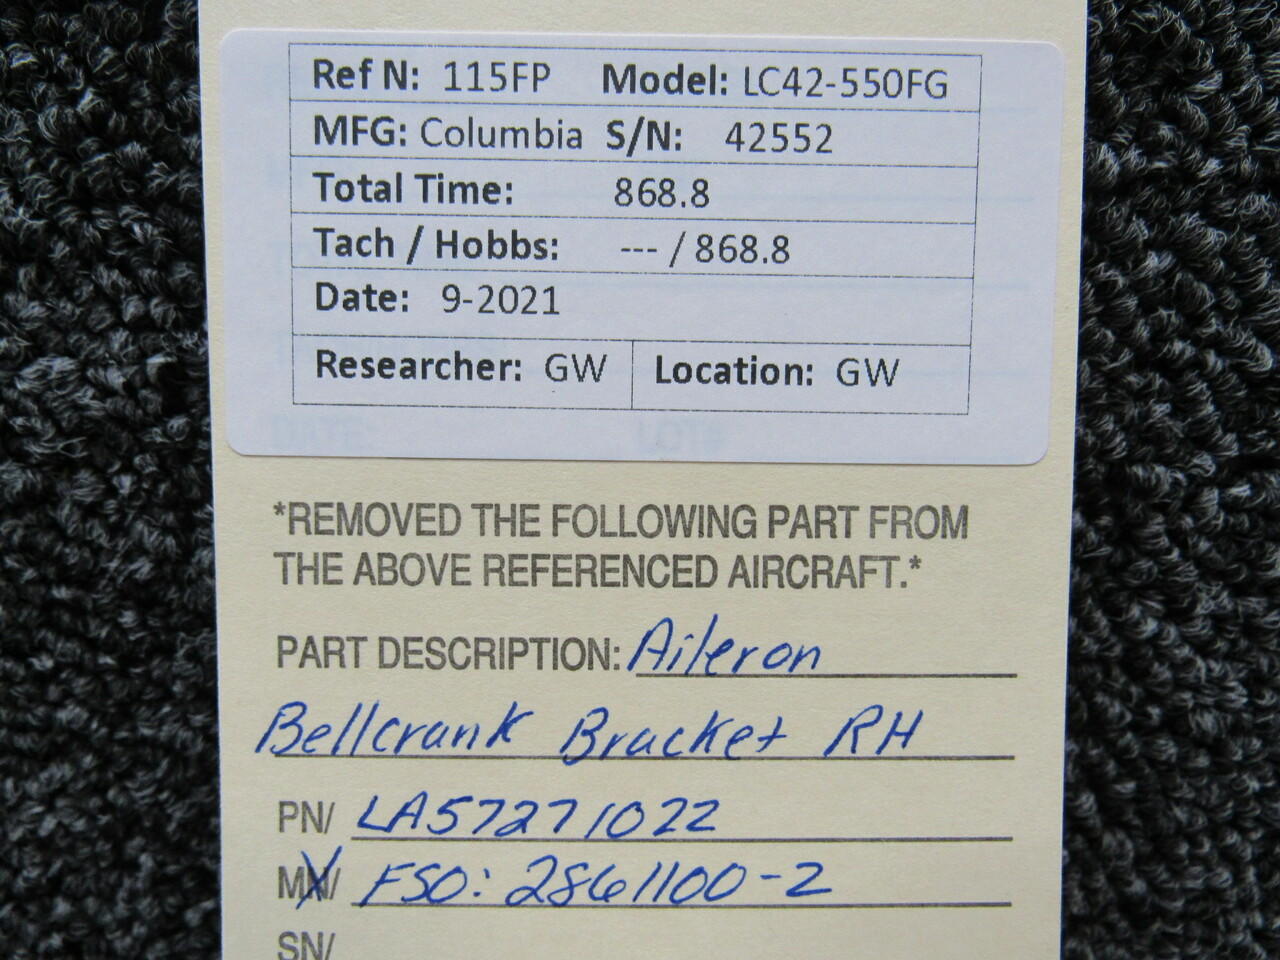 Ref N: 115FP Model: LC42-550FG
MFG: Columbia S/N: 42552
Total Time: 868.8
Tach / Hobbs: --- / 868.8
Date: 9-2021
Researcher: GW Location: GW
*REMOVED THE FOLLOWING PART FROM
THE ABOVE REFERENCED AIRCRAFT.*
PART DESCRIPTION: Aileron
Bellcrank Bracket RH
PN/ LA57271022
MN/ FSO: 2861100-2
SN/